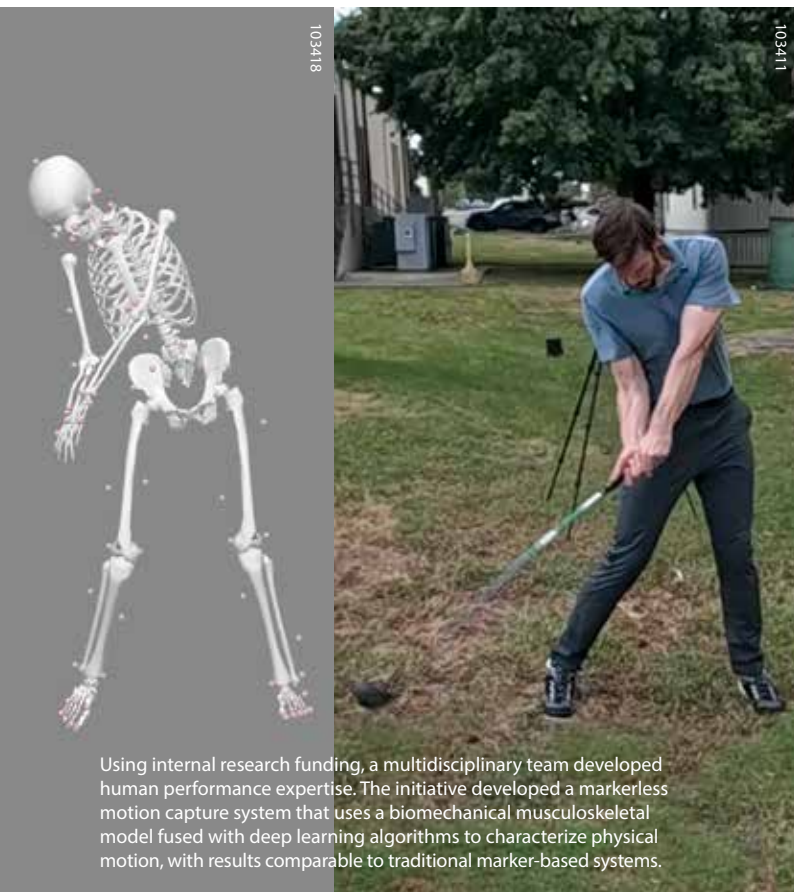 103418
103411
Using internal research funding, a multidisciplinary team developed
human performance expertise. The initiative developed a markerless
motion capture system that uses a biomechanical musculoskeletal
model fused with deep learning algorithms to characterize physical
motion, with results comparable to traditional marker-based systems.